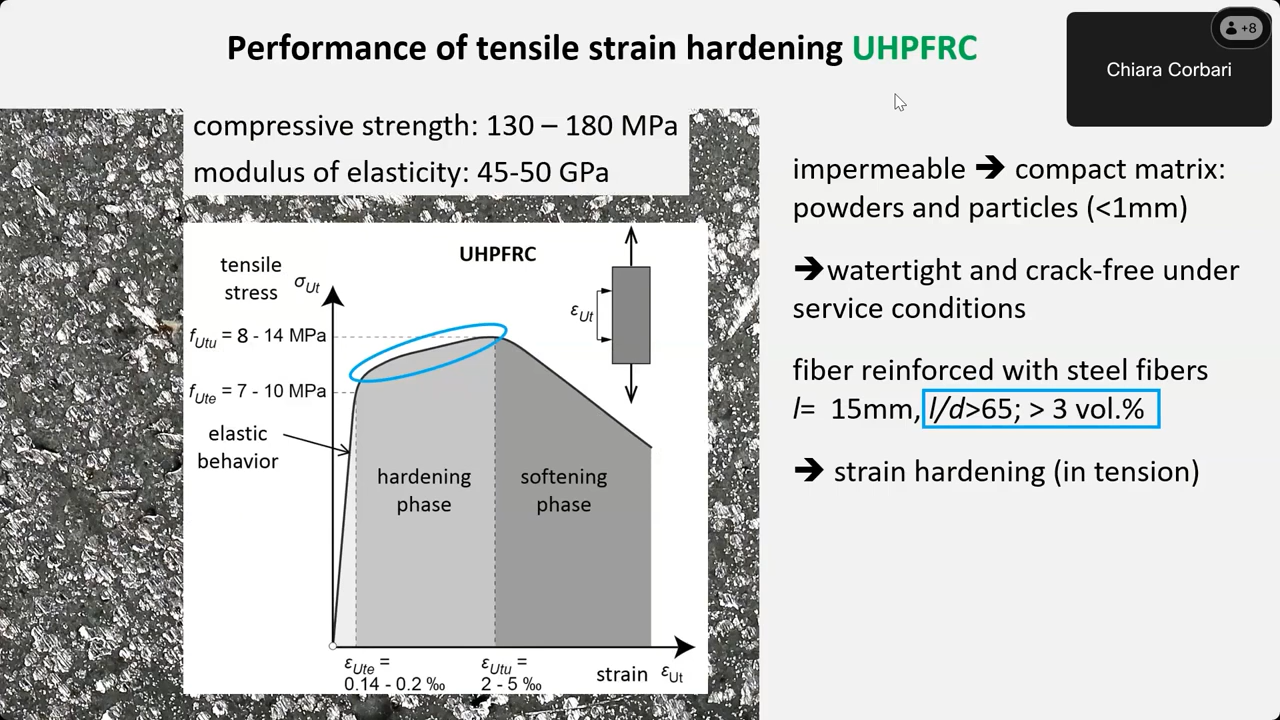 Performance of tensile strain hardening UHPFRC
+8
Chiara Corbari
compressive strength: 130 – 180 MPa
modulus of elasticity: 45-50 GPa
UHPFRC
tensile
stress
σUt
fUtu = 8 - 14 MPa
fUte = 7 - 10 MPa
elastic
behavior
hardening
phase
softening
phase
εUt
εUte =
0.14 - 0.2 ‰
εUtu =
2 - 5 ‰
strain εUt
impermeable ➔ compact matrix:
powders and particles (<1mm)
➔watertight and crack-free under
service conditions
fiber reinforced with steel fibers
l= 15mm, l/d>65; > 3 vol.%
➔ strain hardening (in tension)